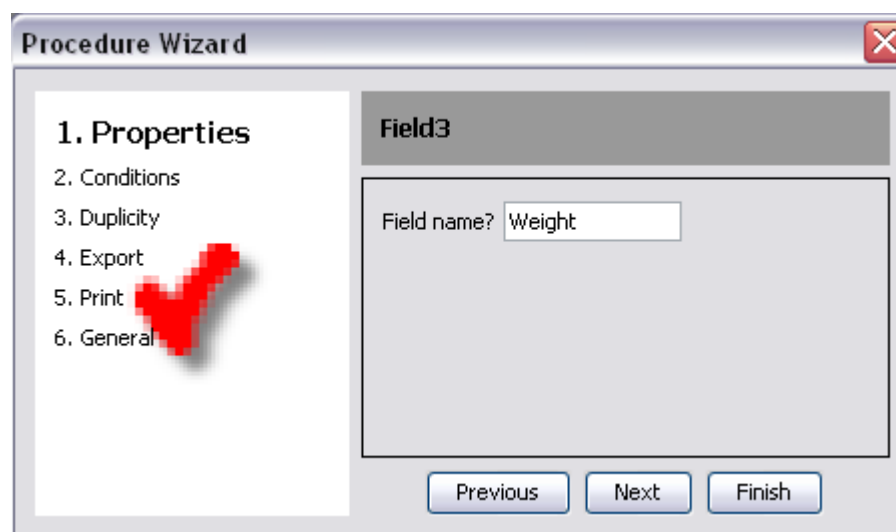 Procedure Wizard
1. Properties
2. Conditions
3. Duplicity
4. Export
5. Print
6. General
Field3
Field name? Weight
Previous Next Finish